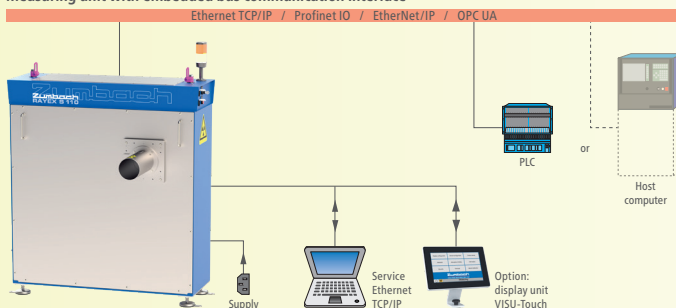 measuring unit with embedded bus communication interface
Ethernet TCP/IP / Profinet IO / EtherNet/IP / OPC UA
Zumbach
Zumbach
RAYEX S 110
PLC
or
Host
computer
Supply
Service
Ethernet
TCP/IP
Option:
display unit
VISU-Touch